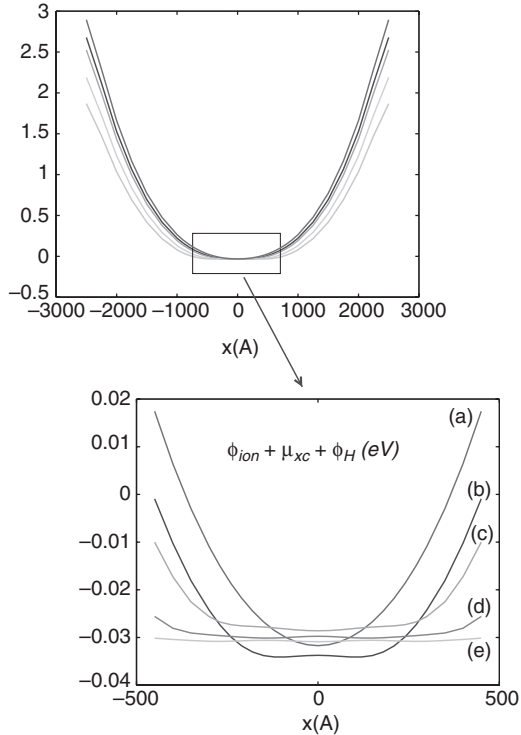 3
2.5
2
1.5
1
0.5
0
−0.5
−3000 −2000 −1000 0 1000 2000 3000
x(A)
0.02
0.01
0
−0.01
−0.02
−0.03
−0.04
ϕion + μxc + ϕH (eV)
(a)
(b)
(c)
(d)
(e)
−500 0 500
x(A)